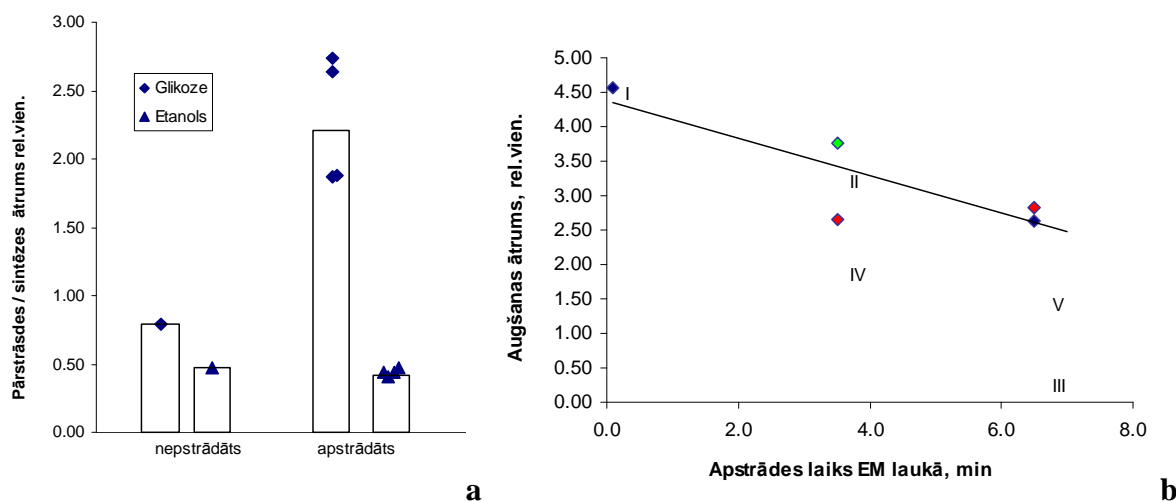 3.00
2.50
2.00
1.50
1.00
0.50
0.00
Pārstrāsdes / sintēzes ātrums rel.vien.
Glikoze
Etanols
nepstrādāts
apstrādāts
a
5.00
4.50
4.00
3.50
3.00
2.50
2.00
1.50
1.00
0.50
0.00
Augšanas ātrums, rel.vien.
I
II
IV
V
III
0.0
2.0
4.0
6.0
8.0
Apstrādes laiks EM laukā, min
b